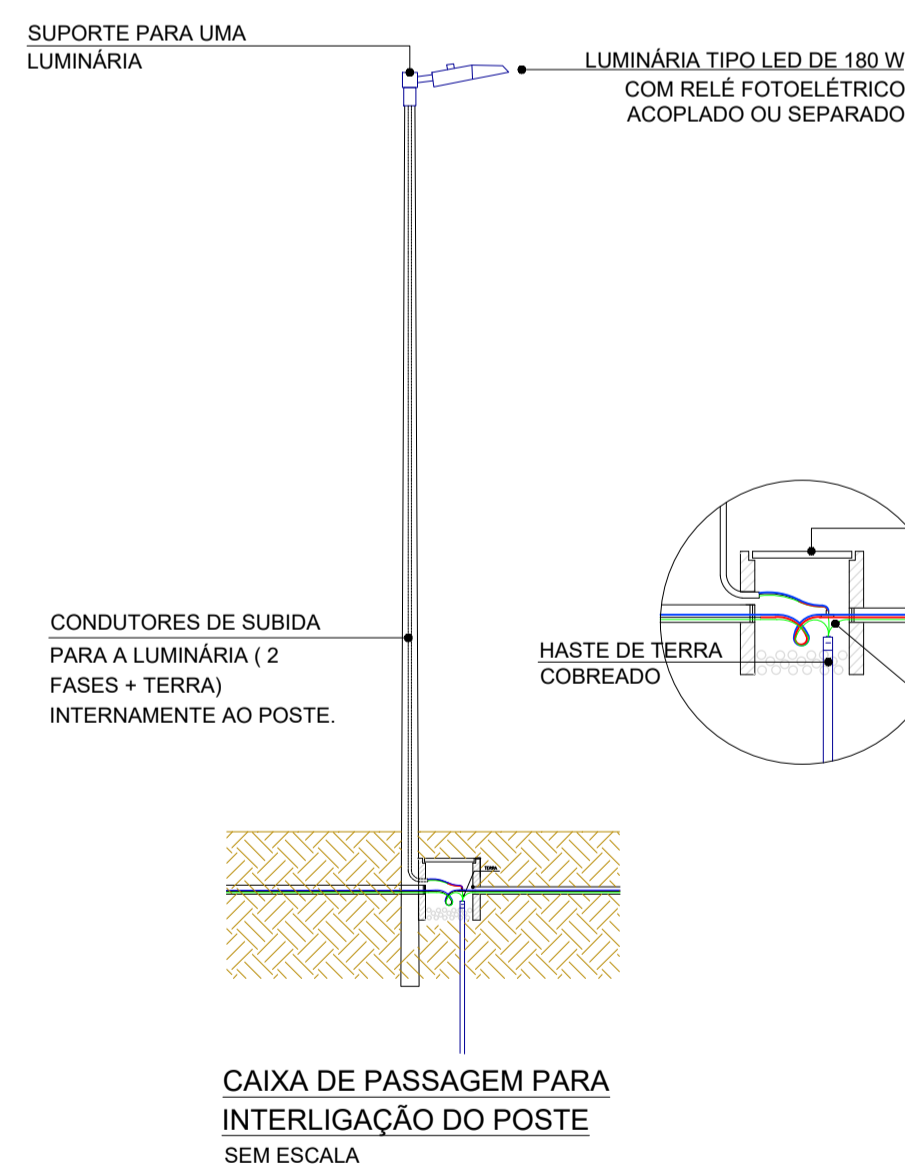 SUPORTE PARA UMA
LUMINÁRIA
LUMINÁRIA TIPO LED DE 180 W
COM RELÉ FOTOELÉTRICO
ACOPLADO OU SEPARADO
CONDUTORES DE SUBIDA
PARA A LUMINÁRIA ( 2
FASES + TERRA)
INTERNAMENTE AO POSTE.
HASTE DE TERRA
COBREADO
TERRA
CAIXA DE PASSAGEM PARA
INTERLIGAÇÃO DO POSTE
SEM ESCALA